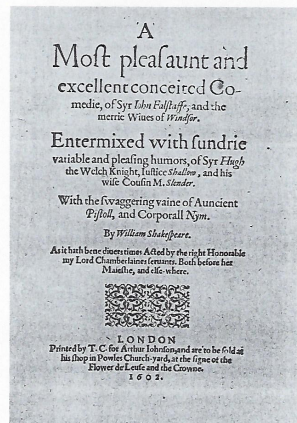 A
Moſt pleaſaunt and
excellent conceited Co-
medie, of Syr Iohn Falſtaffe, and the
merrie Wiues of Windſor.
Entermixed with ſundrie
variable and pleaſing humors, of Syr Hugh
the Welch Knight, Iuſtice Shallow, and his
wiſe Couſin M. Slender.
With the ſwaggering vaine of Auncient
Piſtoll, and Corporall Nym.
By William Shakeſpeare.
As it hath bene diuers times Acted by the right Honorable
my Lord Chamberlaines ſeruants. Both before her
Maieſtie, and elſe-where.
LONDON
Printed by T. C. for Arthur Iohnſon, and are to be ſold at
his ſhop in Powles Church-yard, at the ſigne of the
Flower de Leuſe and the Crowne.
1602.